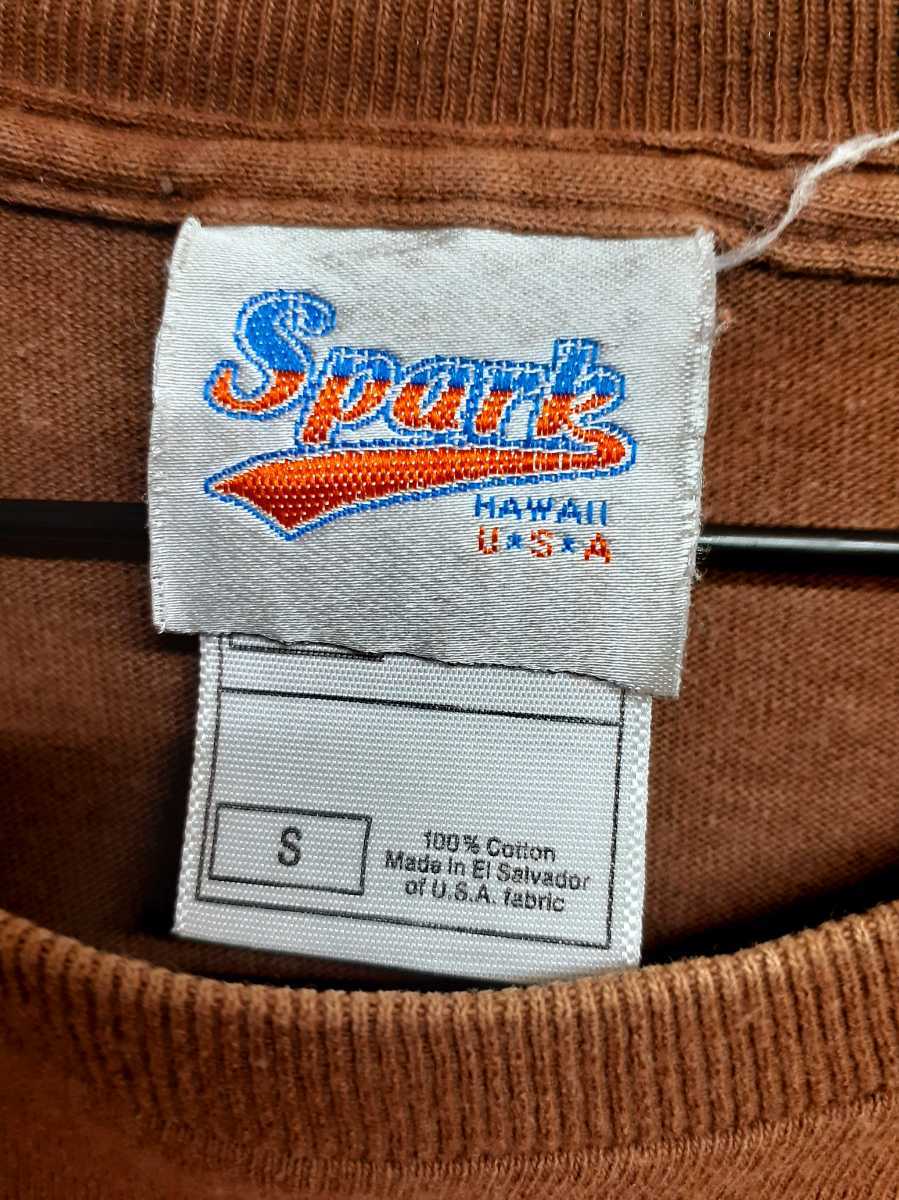 Spark
HAWAII
U★S★A
S
100% Cotton
Made in El Salvador
of U.S.A. fabric